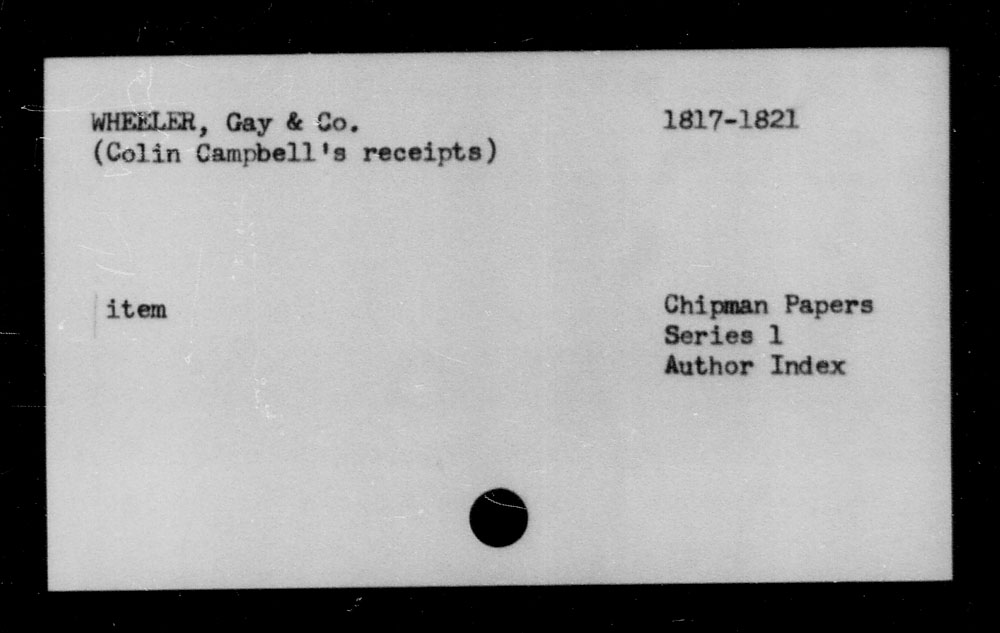 WHEELER, Gay & Co. 1817-1821
(Colin Campbell's receipts)
item Chipman Papers
Series 1
Author Index